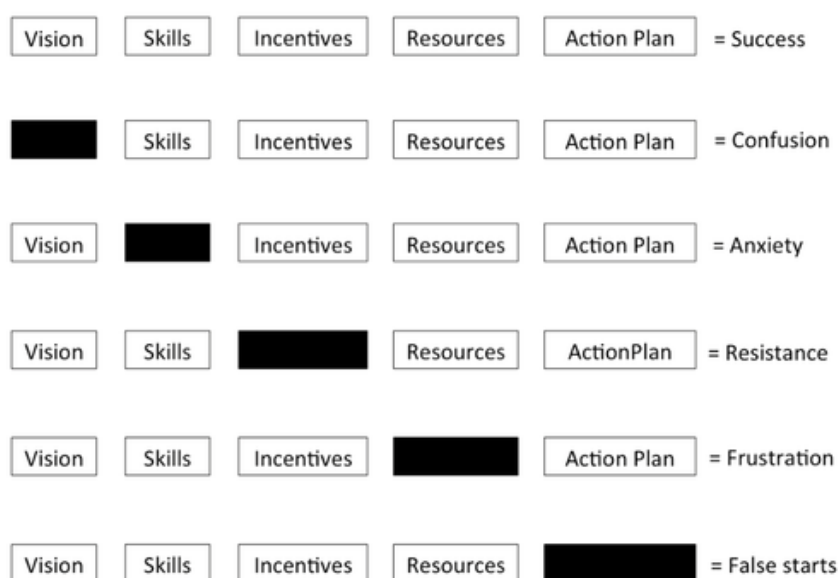 Vision Skills Incentives Resources Action Plan = Success
Skills Incentives Resources Action Plan = Confusion
Vision Incentives Resources Action Plan = Anxiety
Vision Skills Resources ActionPlan = Resistance
Vision Skills Incentives Action Plan = Frustration
Vision Skills Incentives Resources = False starts